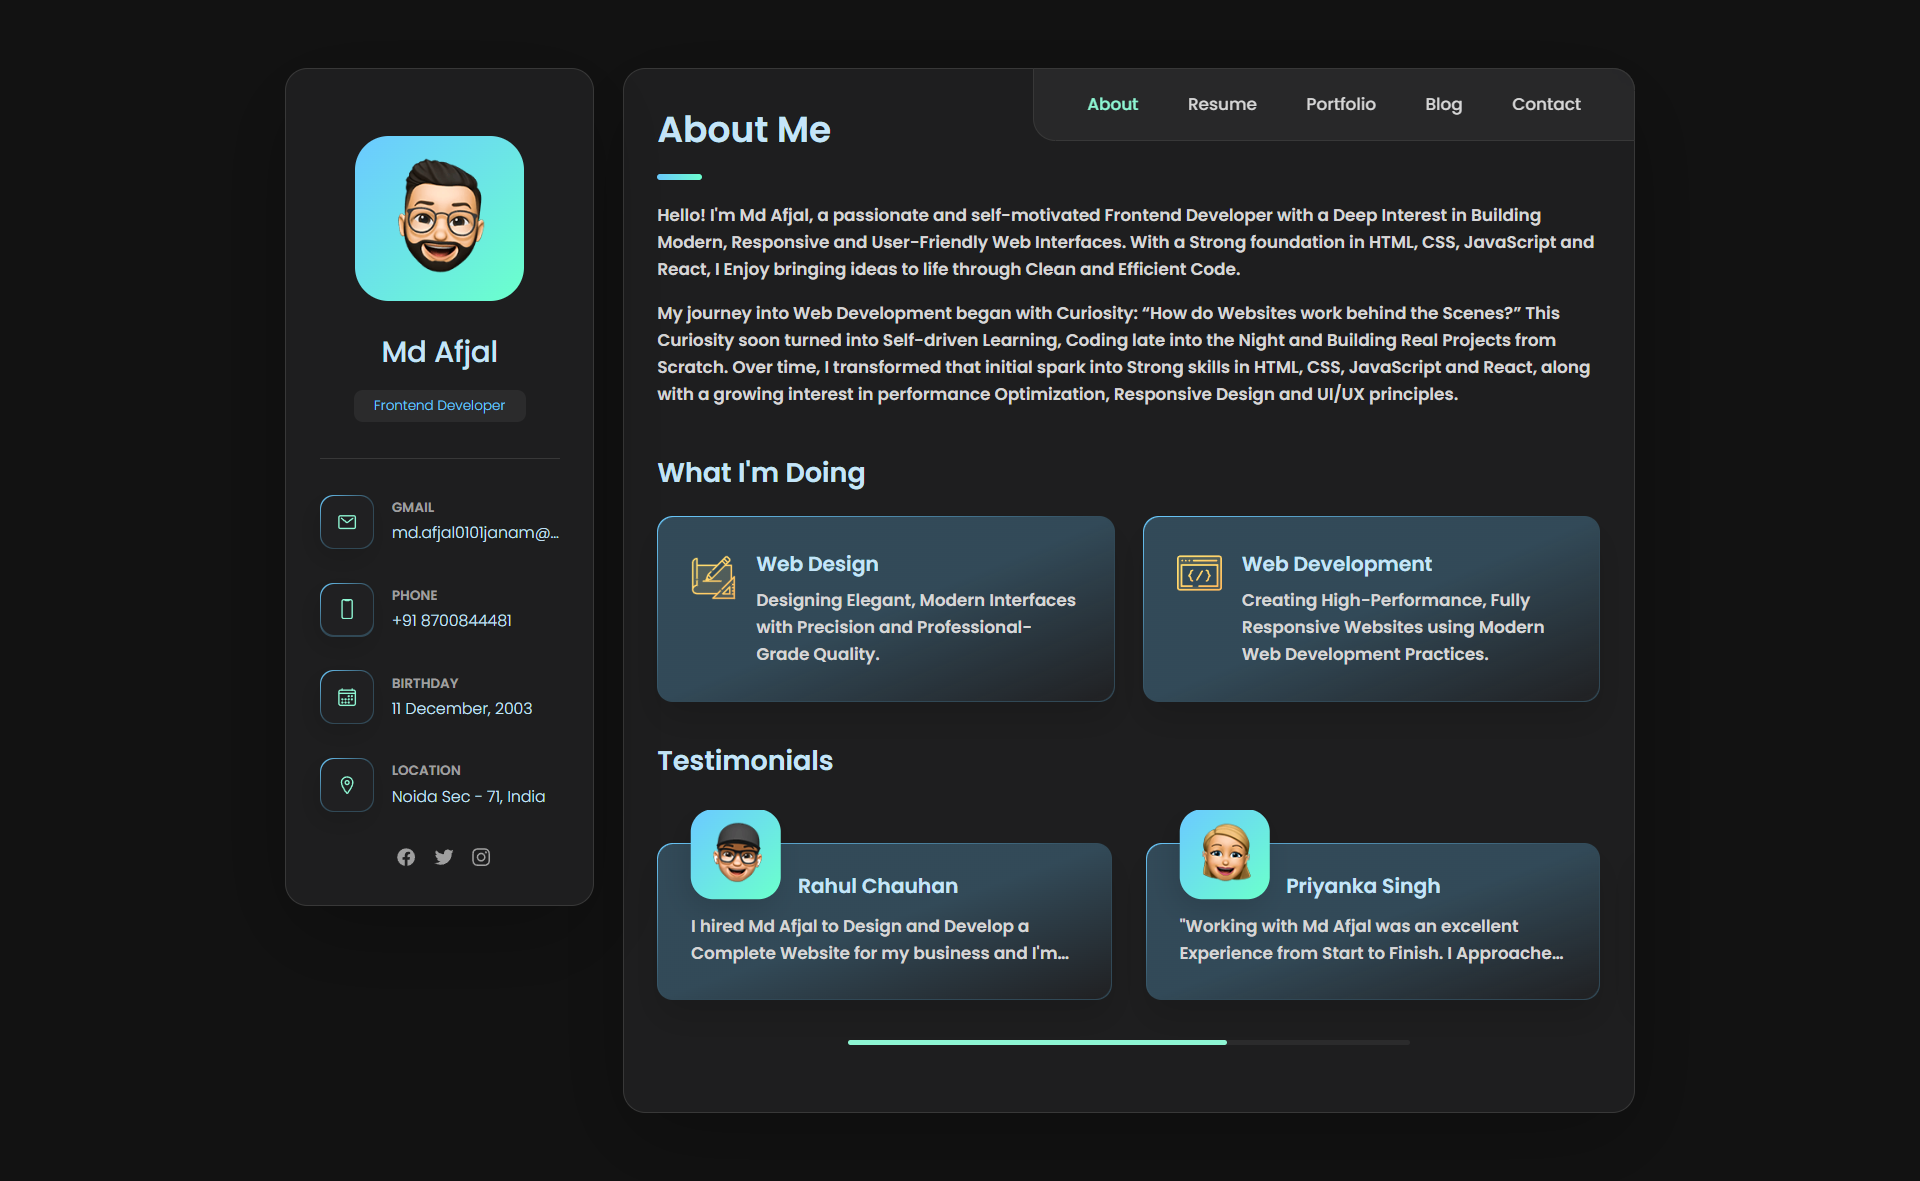 Md Afjal
Frontend Developer
GMAIL
md.afjal0101janam@...
PHONE
+91 8700844481
BIRTHDAY
11 December, 2003
LOCATION
Noida Sec - 71, India
About
Resume
Portfolio
Blog
Contact
About Me
Hello! I'm Md Afjal, a passionate and self-motivated Frontend Developer with a Deep Interest in Building
Modern, Responsive and User-Friendly Web Interfaces. With a Strong foundation in HTML, CSS, JavaScript and
React, I Enjoy bringing ideas to life through Clean and Efficient Code.
My journey into Web Development began with Curiosity: “How do Websites work behind the Scenes?” This
Curiosity soon turned into Self-driven Learning, Coding late into the Night and Building Real Projects from
Scratch. Over time, I transformed that initial spark into Strong skills in HTML, CSS, JavaScript and React, along
with a growing interest in performance Optimization, Responsive Design and UI/UX principles.
What I'm Doing
Web Design
Designing Elegant, Modern Interfaces
with Precision and Professional-
Grade Quality.
Web Development
Creating High-Performance, Fully
Responsive Websites using Modern
Web Development Practices.
Testimonials
Rahul Chauhan
I hired Md Afjal to Design and Develop a
Complete Website for my business and I'm...
Priyanka Singh
"Working with Md Afjal was an excellent
Experience from Start to Finish. I Approache...